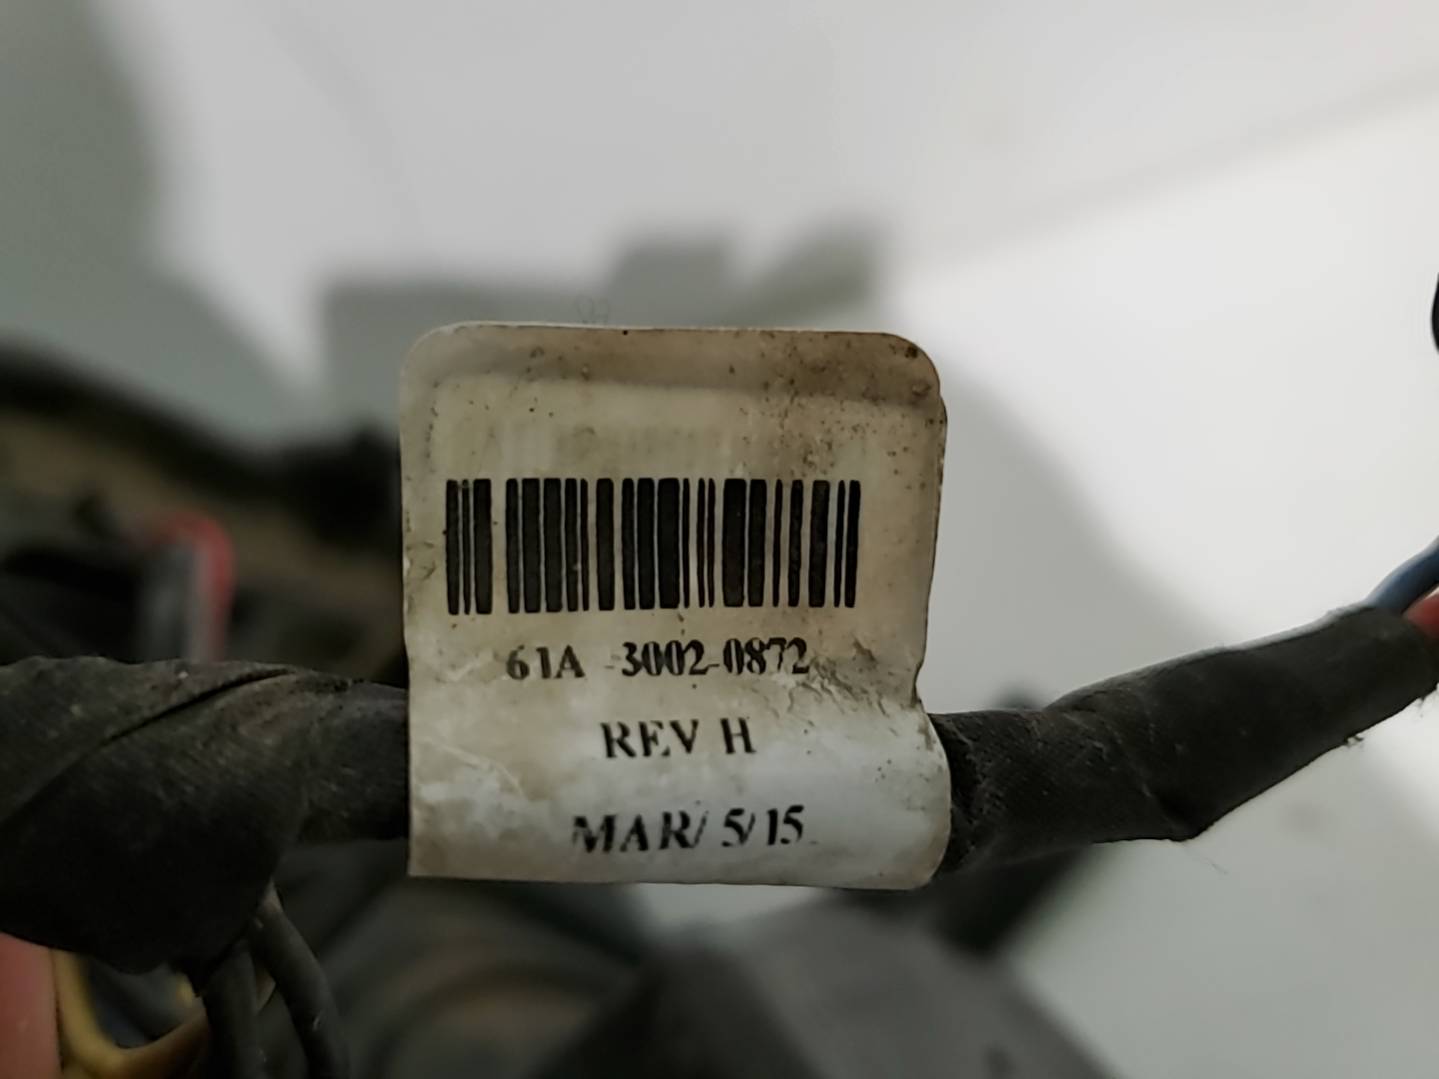 61A -3002-0872
REV H
MAR/ 5/15